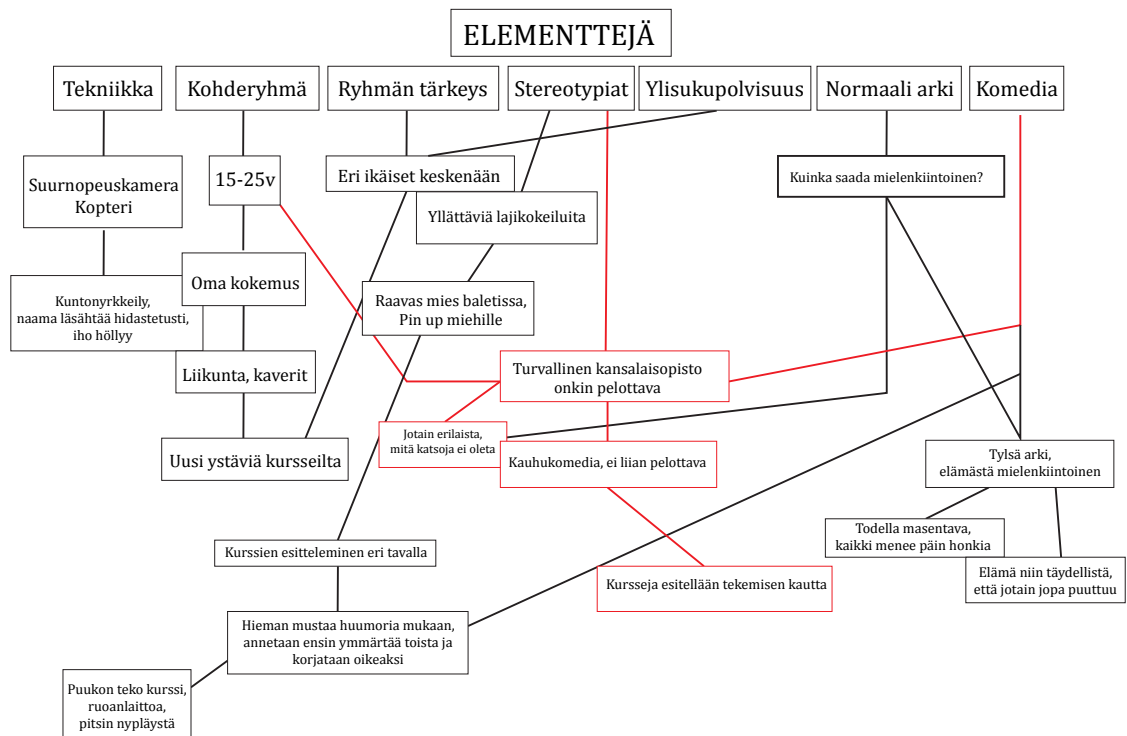 ELEMENTTEJÄ
Tekniikka
Kohderyhmä
Ryhmän tärkeys
Stereotypiat
Ylisukupolvisuus
Normaali arki
Komedia
Suurnopeuskamera
Kopteri
15-25v
Eri ikäiset keskenään
Yllättäviä lajikokeiluita
Kuinka saada mielenkiintoinen?
Kuntonyrkkeily,
naama läsähtää hidastetusti,
iho höllyy
Oma kokemus
Raavas mies baletissa,
Pin up miehille
Liikunta, kaverit
Turvallinen kansalaisopisto
onkin pelottava
Uusi ystäviä kursseilta
Jotain erilaista,
mitä katsoja ei oleta
Kauhukomedia, ei liian pelottava
Tylsä arki,
elämästä mielenkiintoinen
Todella masentava,
kaikki menee päin honkia
Kurssien esitteleminen eri tavalla
Kursseja esitellään tekemisen kautta
Elämä niin täydellistä,
että jotain jopa puuttuu
Hieman mustaa huumoria mukaan,
annetaan ensin ymmärtää toista ja
korjataan oikeaksi
Puukon teko kurssi,
ruoanlaittoa,
pitsin nypläystä